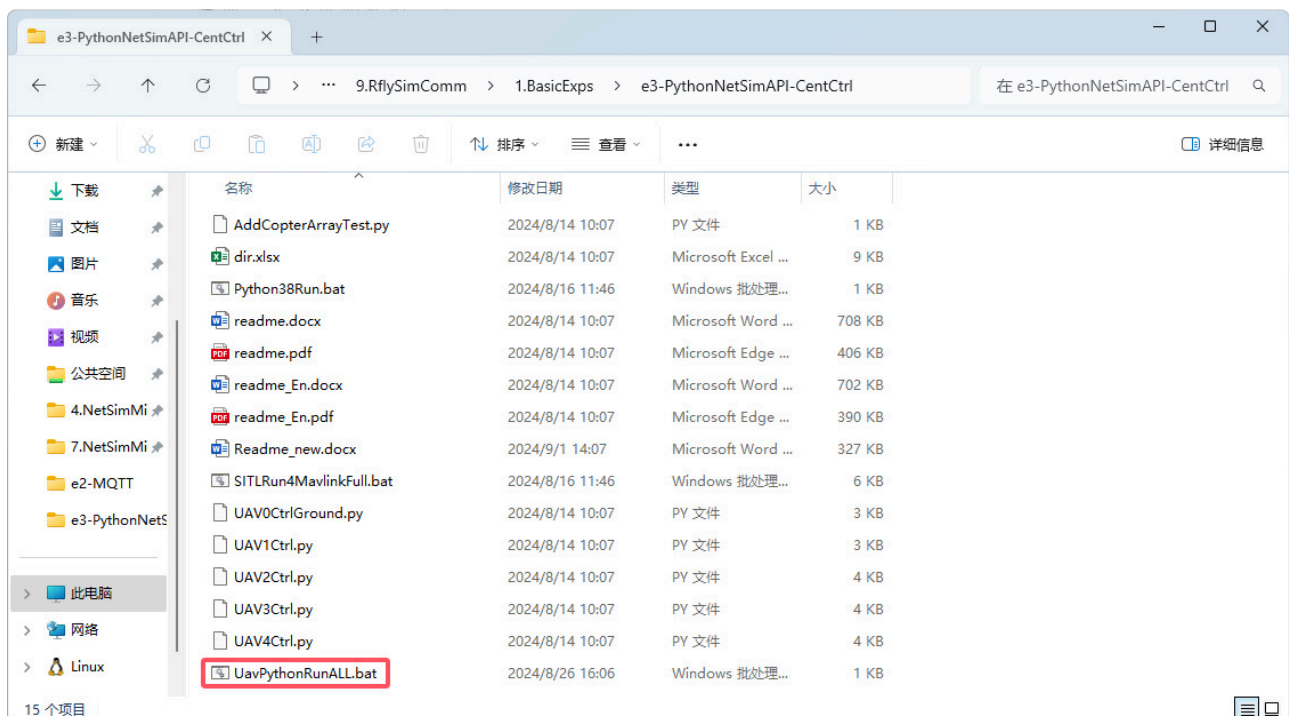 e3-PythonNetSimAPI-CentCtrl
9.RflySimComm > 1.BasicExps > e3-PythonNetSimAPI-CentCtrl
在 e3-PythonNetSimAPI-CentCtrl
新建 排序 查看 ... 详细信息
下载
文档
图片
音乐
视频
公共空间
4.NetSimMi
7.NetSimMi
e2-MQTT
e3-PythonNetS
此电脑
网络
Linux
名称 修改日期 类型 大小
AddCopterArrayTest.py 2024/8/14 10:07 PY 文件 1 KB
dir.xlsx 2024/8/14 10:07 Microsoft Excel ... 9 KB
Python38Run.bat 2024/8/16 11:46 Windows 批处理... 1 KB
readme.docx 2024/8/14 10:07 Microsoft Word ... 708 KB
readme.pdf 2024/8/14 10:07 Microsoft Edge ... 406 KB
readme_En.docx 2024/8/14 10:07 Microsoft Word ... 702 KB
readme_En.pdf 2024/8/14 10:07 Microsoft Edge ... 390 KB
Readme_new.docx 2024/9/1 14:07 Microsoft Word ... 327 KB
SITLRun4MavlinkFull.bat 2024/8/16 11:46 Windows 批处理... 6 KB
UAV0CtrlGround.py 2024/8/14 10:07 PY 文件 3 KB
UAV1Ctrl.py 2024/8/14 10:07 PY 文件 3 KB
UAV2Ctrl.py 2024/8/14 10:07 PY 文件 4 KB
UAV3Ctrl.py 2024/8/14 10:07 PY 文件 4 KB
UAV4Ctrl.py 2024/8/14 10:07 PY 文件 4 KB
UavPythonRunALL.bat 2024/8/26 16:06 Windows 批处理... 1 KB
15 个项目